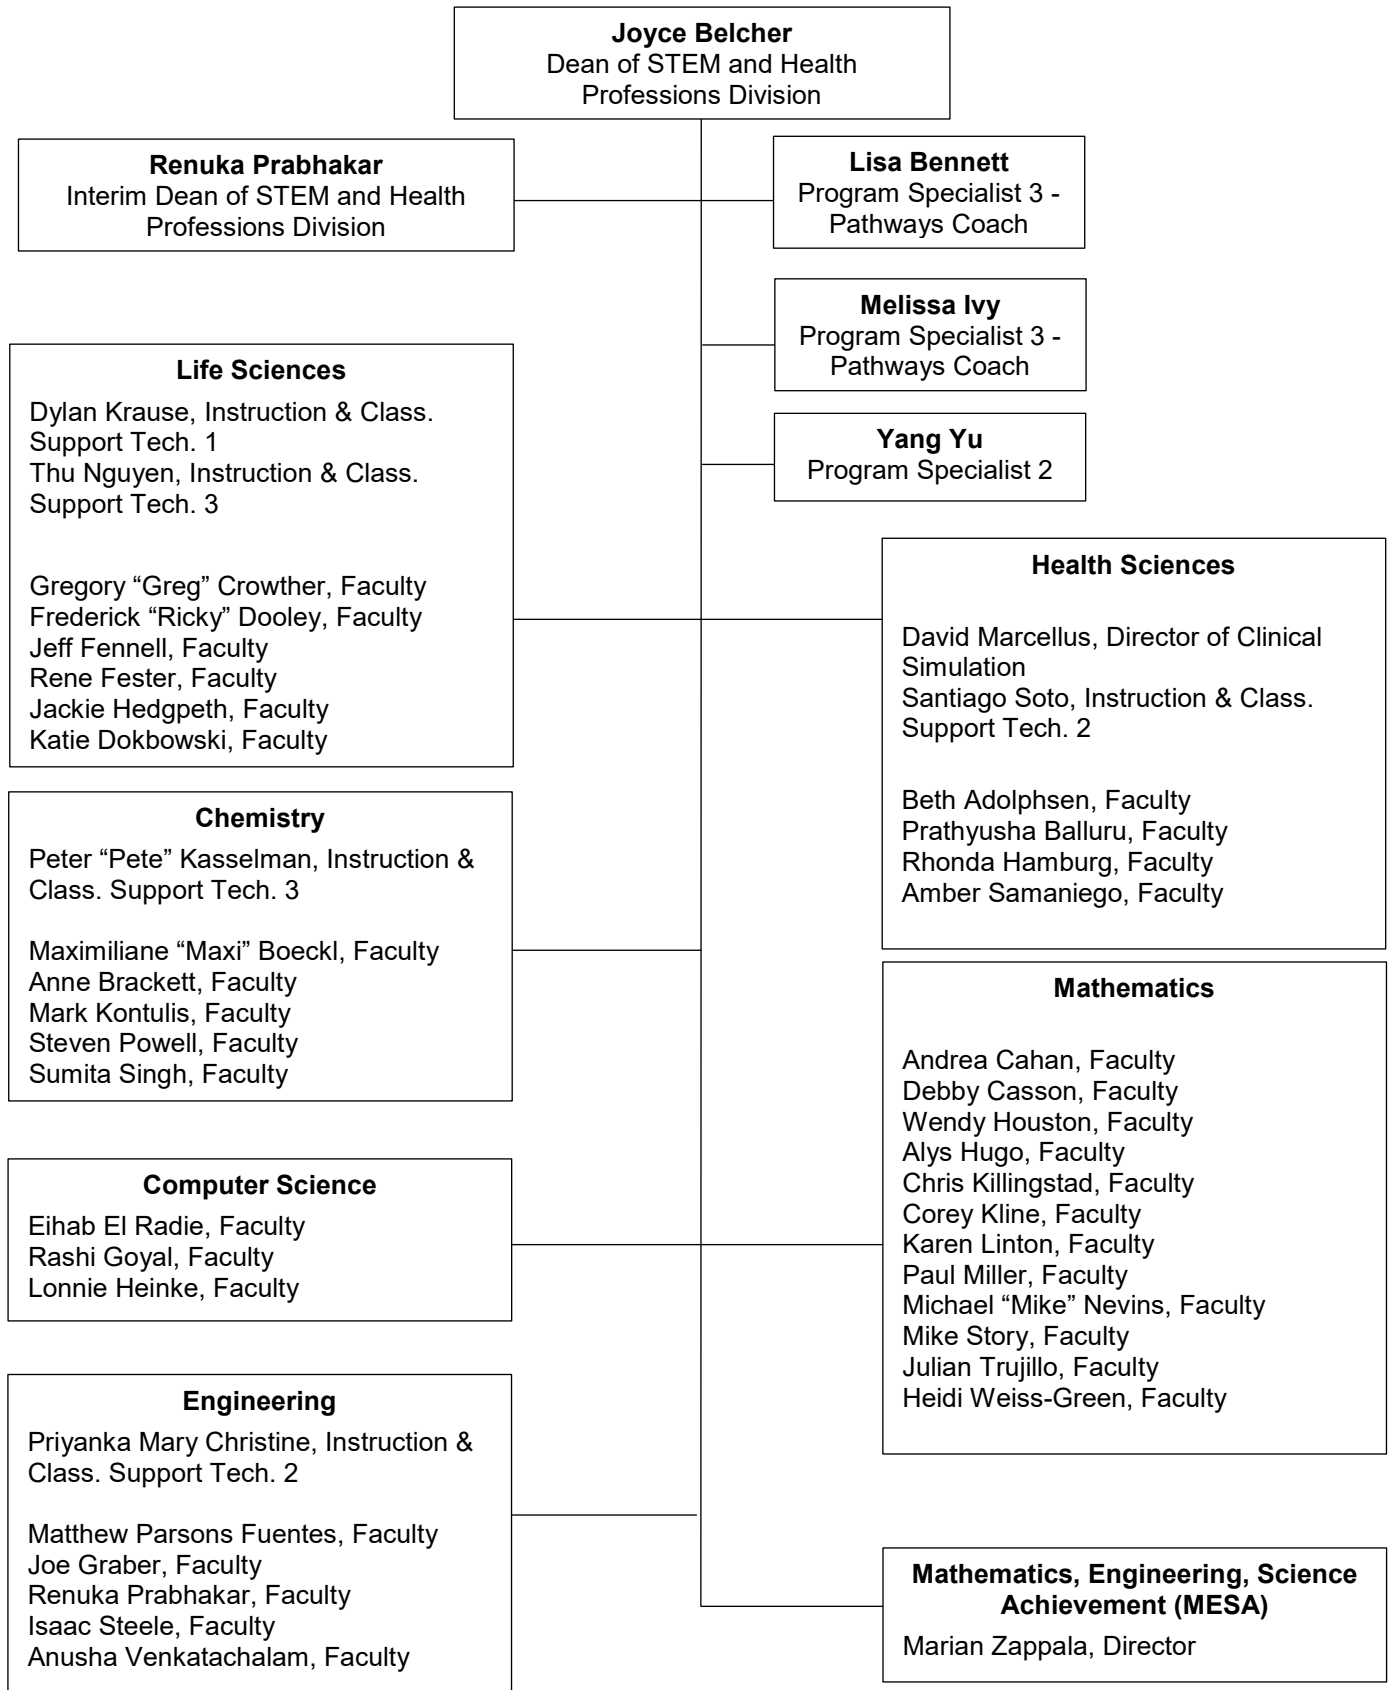 Joyce Belcher
Dean of STEM and Health
Professions Division
Renuka Prabhakar
Interim Dean of STEM and Health
Professions Division
Lisa Bennett
Program Specialist 3 -
Pathways Coach
Melissa Ivy
Program Specialist 3 -
Pathways Coach
Yang Yu
Program Specialist 2
Life Sciences
Dylan Krause, Instruction & Class.
Support Tech. 1
Thu Nguyen, Instruction & Class.
Support Tech. 3
Gregory “Greg” Crowther, Faculty
Frederick “Ricky” Dooley, Faculty
Jeff Fennell, Faculty
Rene Fester, Faculty
Jackie Hedgpeth, Faculty
Katie Dokbowski, Faculty
Health Sciences
David Marcellus, Director of Clinical
Simulation
Santiago Soto, Instruction & Class.
Support Tech. 2
Beth Adolphsen, Faculty
Prathyusha Balluru, Faculty
Rhonda Hamburg, Faculty
Amber Samaniego, Faculty
Chemistry
Peter “Pete” Kasselman, Instruction &
Class. Support Tech. 3
Maximiliane “Maxi” Boeckl, Faculty
Anne Brackett, Faculty
Mark Kontulis, Faculty
Steven Powell, Faculty
Sumita Singh, Faculty
Mathematics
Andrea Cahan, Faculty
Debby Casson, Faculty
Wendy Houston, Faculty
Alys Hugo, Faculty
Chris Killingstad, Faculty
Corey Kline, Faculty
Karen Linton, Faculty
Paul Miller, Faculty
Michael “Mike” Nevins, Faculty
Mike Story, Faculty
Julian Trujillo, Faculty
Heidi Weiss-Green, Faculty
Computer Science
Eihab El Radie, Faculty
Rashi Goyal, Faculty
Lonnie Heinke, Faculty
Engineering
Priyanka Mary Christine, Instruction &
Class. Support Tech. 2
Matthew Parsons Fuentes, Faculty
Joe Graber, Faculty
Renuka Prabhakar, Faculty
Isaac Steele, Faculty
Anusha Venkatachalam, Faculty
Mathematics, Engineering, Science
Achievement (MESA)
Marian Zappala, Director